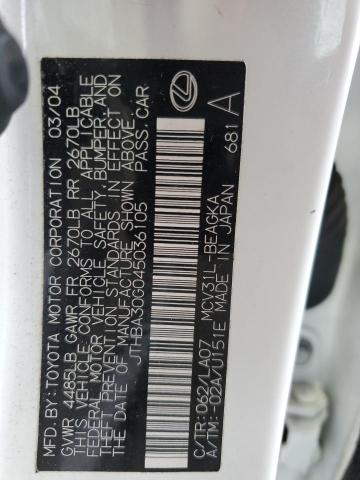 MFD. BY: TOYOTA MOTOR CORPORATION 03/04
GVWR 4485LB GAWR FR 2670LB RR 2670LB
THIS VEHICLE CONFORMS TO ALL APPLICABLE
FEDERAL MOTOR VEHICLE SAFETY, BUMPER, AND
THEFT PREVENTION STANDARDS IN EFFECT ON
THE DATE OF MANUFACTURE SHOWN ABOVE.
JTHBA30G045036105 PASS. CAR
C/TR: 062/LA07 MCV31L-BEAGKA
A/TM: -02A/U151E MADE IN JAPAN 681 A